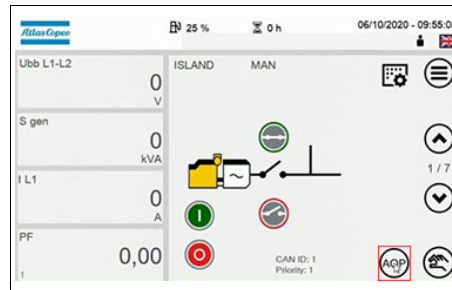 Atlas Copco
25 %
0 h
06/10/2020 - 09:55:0
Ubb L1-L2
0
V
S gen
0
kVA
I L1
0
A
PF
0,00
1
ISLAND
MAN
I
O
CAN ID: 1
Priority: 1
1 / 7
AOP